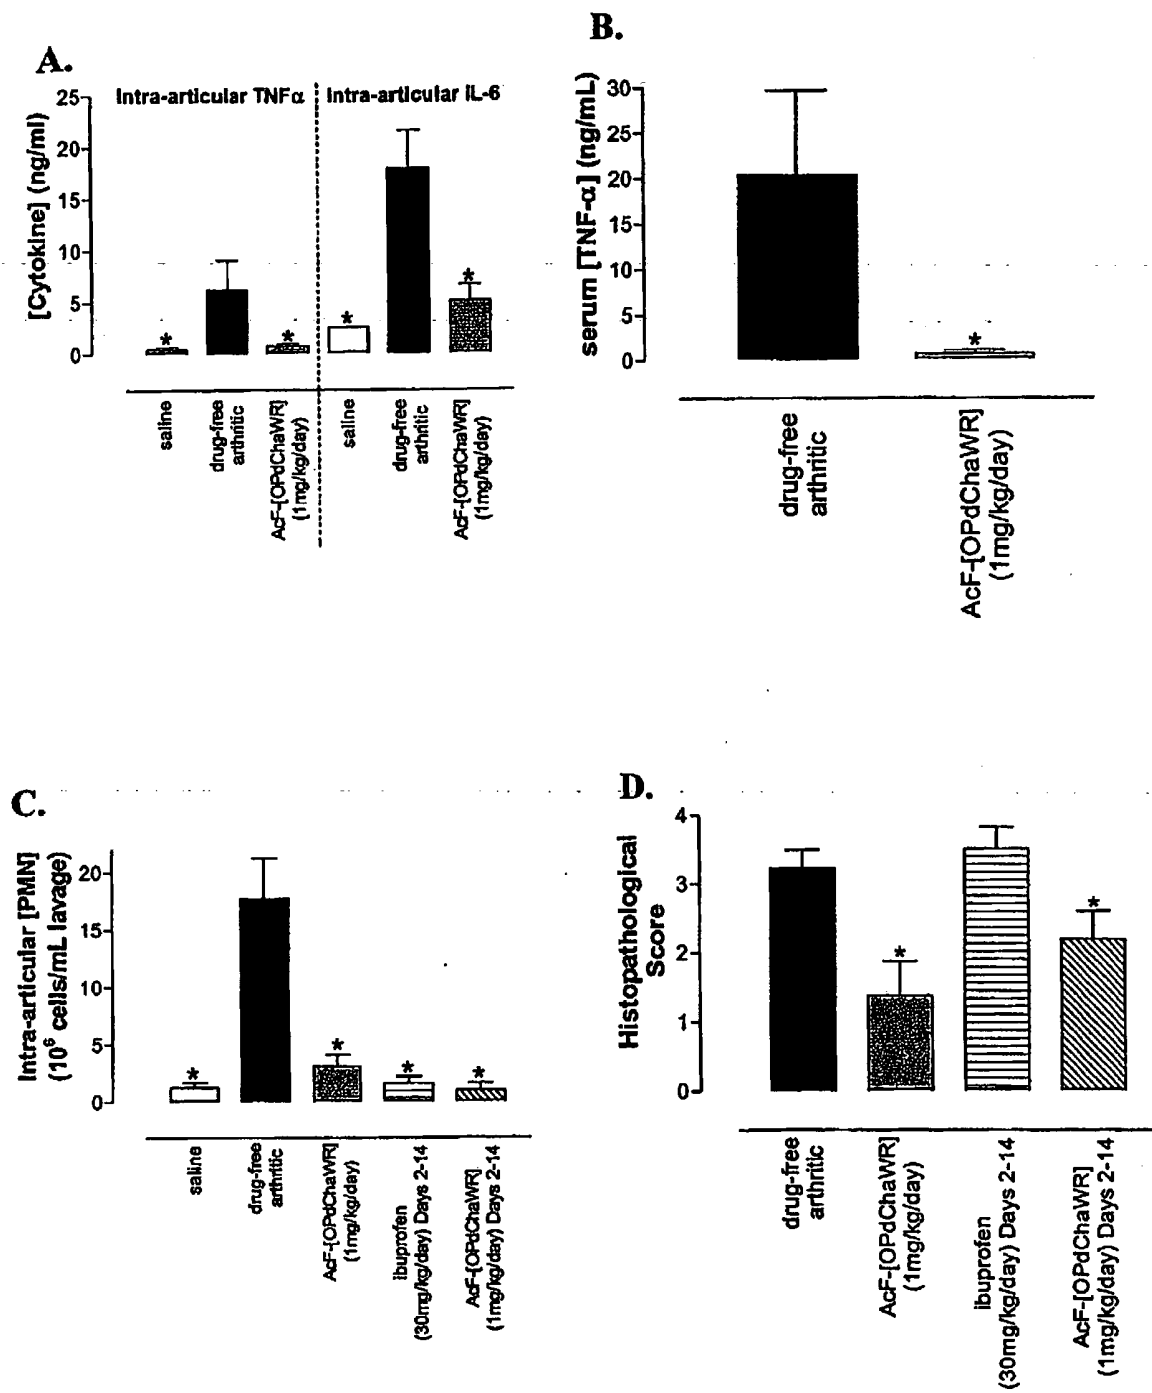 A.
Intra-articular TNFα
Intra-articular IL-6
[Cytokine] (ng/ml)
25
20
15
10
5
0
*
*
*
*
saline
drug-free
arthritic
AcF-[OPdChaWR]
(1mg/kg/day)
saline
drug-free
arthritic
AcF-[OPdChaWR]
(1mg/kg/day)
B.
serum [TNF-α] (ng/mL)
30
25
20
15
10
5
0
*
drug-free
arthritic
AcF-[OPdChaWR]
(1mg/kg/day)
C.
Intra-articular [PMN]
(10⁶ cells/mL lavage)
20
15
10
5
0
*
*
*
*
saline
drug-free
arthritic
AcF-[OPdChaWR]
(1mg/kg/day)
ibuprofen
(30mg/kg/day) Days 2-14
AcF-[OPdChaWR]
(1mg/kg/day) Days 2-14
D.
Histopathological
Score
4
3
2
1
0
*
*
drug-free
arthritic
AcF-[OPdChaWR]
(1mg/kg/day)
ibuprofen
(30mg/kg/day) Days 2-14
AcF-[OPdChaWR]
(1mg/kg/day) Days 2-14